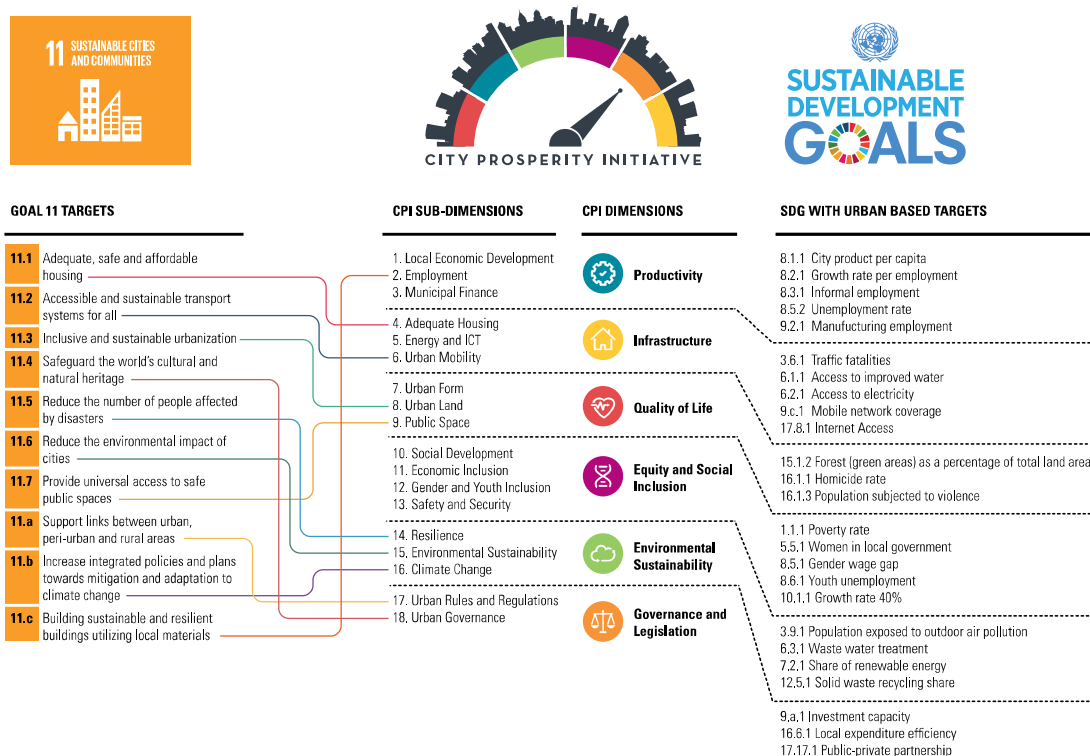 11 SUSTAINABLE CITIES
AND COMMUNITIES
CITY PROSPERITY INITIATIVE
SUSTAINABLE
DEVELOPMENT
GOALS
GOAL 11 TARGETS
11.1 Adequate, safe and affordable
housing
11.2 Accessible and sustainable transport
systems for all
11.3 Inclusive and sustainable urbanization
11.4 Safeguard the world's cultural and
natural heritage
11.5 Reduce the number of people affected
by disasters
11.6 Reduce the environmental impact of
cities
11.7 Provide universal access to safe
public spaces
11.a Support links between urban,
peri-urban and rural areas
11.b Increase integrated policies and plans
towards mitigation and adaptation to
climate change
11.c Building sustainable and resilient
buildings utilizing local materials
CPI SUB-DIMENSIONS
1. Local Economic Development
2. Employment
3. Municipal Finance
4. Adequate Housing
5. Energy and ICT
6. Urban Mobility
7. Urban Form
8. Urban Land
9. Public Space
10. Social Development
11. Economic Inclusion
12. Gender and Youth Inclusion
13. Safety and Security
14. Resilience
15. Environmental Sustainability
16. Climate Change
17. Urban Rules and Regulations
18. Urban Governance
CPI DIMENSIONS
Productivity
Infrastructure
Quality of Life
Equity and Social
Inclusion
Environmental
Sustainability
Governance and
Legislation
SDG WITH URBAN BASED TARGETS
8.1.1 City product per capita
8.2.1 Growth rate per employment
8.3.1 Informal employment
8.5.2 Unemployment rate
9.2.1 Manufucturing employment
3.6.1 Traffic fatalities
6.1.1 Access to improved water
6.2.1 Access to electricity
9.c.1 Mobile network coverage
17.8.1 Internet Access
15.1.2 Forest (green areas) as a percentage of total land area
16.1.1 Homicide rate
16.1.3 Population subjected to violence
1.1.1 Poverty rate
5.5.1 Women in local government
8.5.1 Gender wage gap
8.6.1 Youth unemployment
10.1.1 Growth rate 40%
3.9.1 Population exposed to outdoor air pollution
6.3.1 Waste water treatment
7.2.1 Share of renewable energy
12.5.1 Solid waste recycling share
9.a.1 Investment capacity
16.6.1 Local expenditure efficiency
17.17.1 Public-private partnership